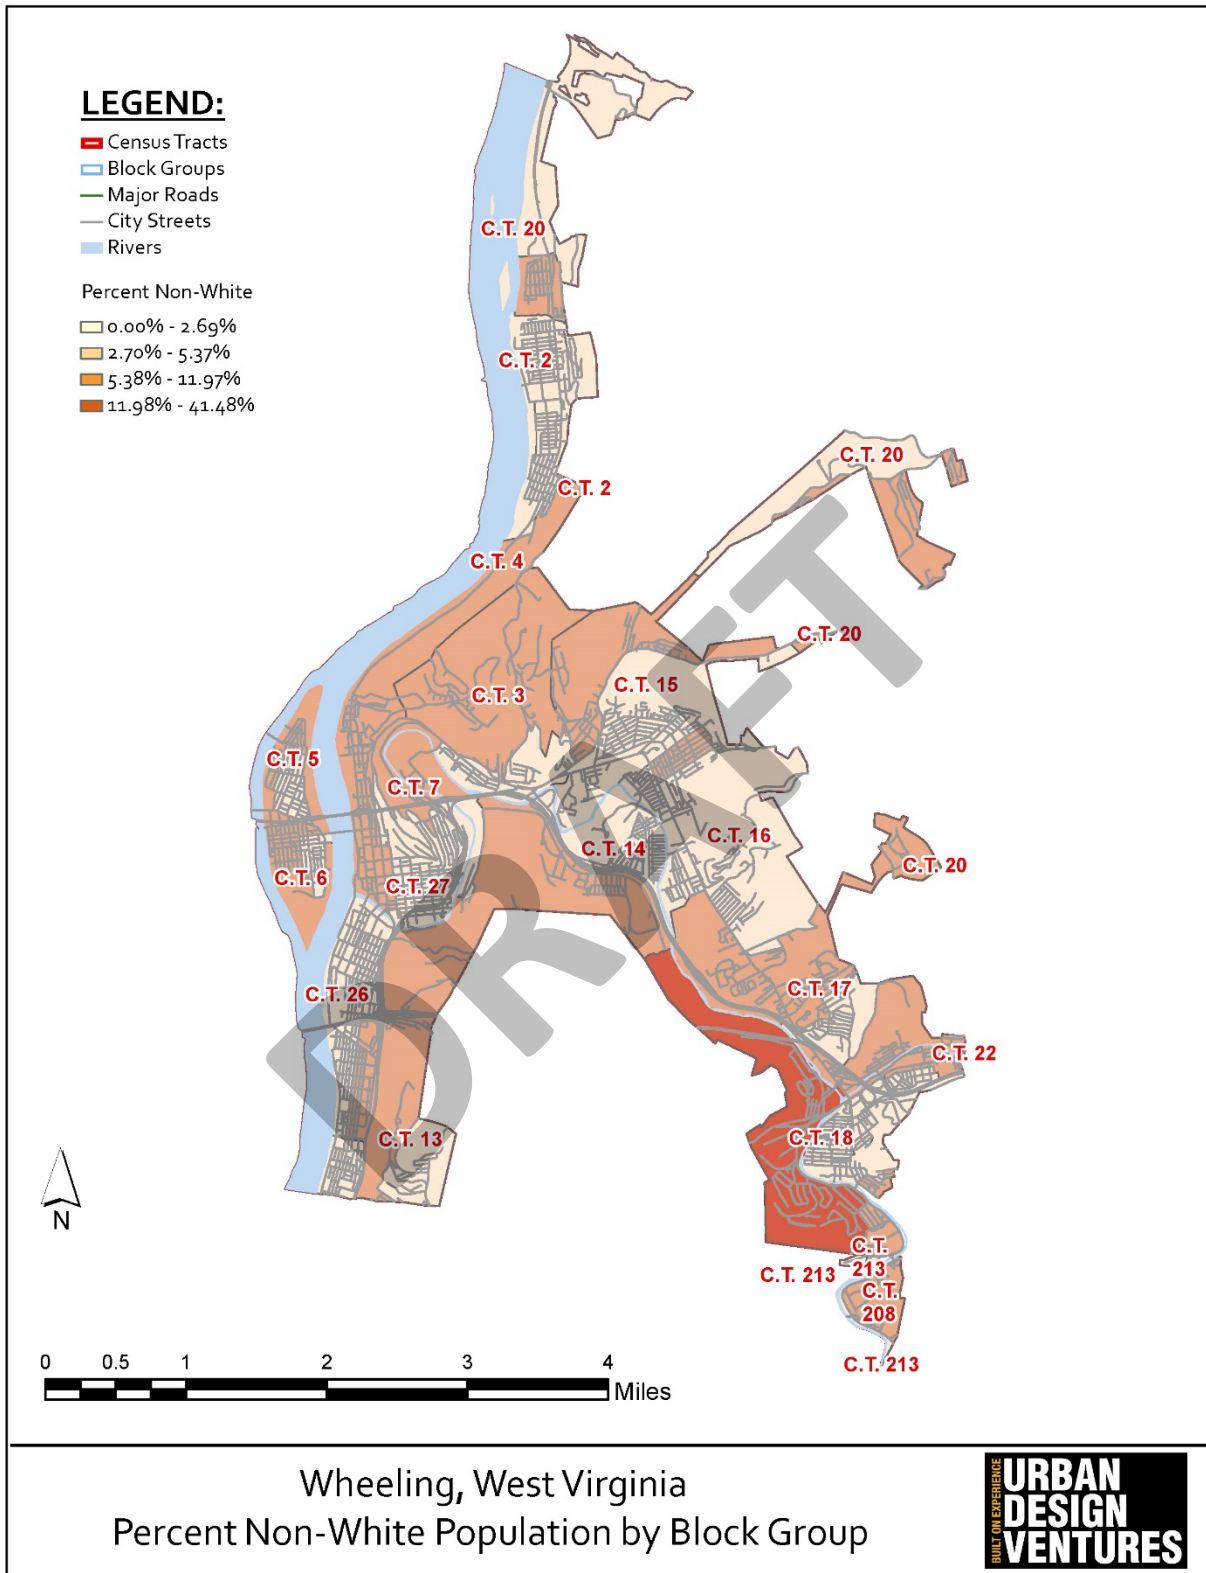 LEGEND:
Census Tracts
Block Groups
Major Roads
City Streets
Rivers
Percent Non-White
0.00% - 2.69%
2.70% - 5.37%
5.38% - 11.97%
11.98% - 41.48%
C.T. 20
C.T. 2
C.T. 20
C.T. 2
C.T. 4
C.T. 20
C.T. 15
C.T. 3
C.T. 5
C.T. 7
C.T. 16
C.T. 14
C.T. 20
C.T. 6
C.T. 27
C.T. 17
C.T. 26
C.T. 22
C.T. 18
C.T. 13
C.T.
213
C.T. 213
C.T.
208
C.T. 213
DRAFT
N
0 0.5 1 2 3 4
Miles
Wheeling, West Virginia
Percent Non-White Population by Block Group
BUILT ON EXPERIENCE
URBAN
DESIGN
VENTURES